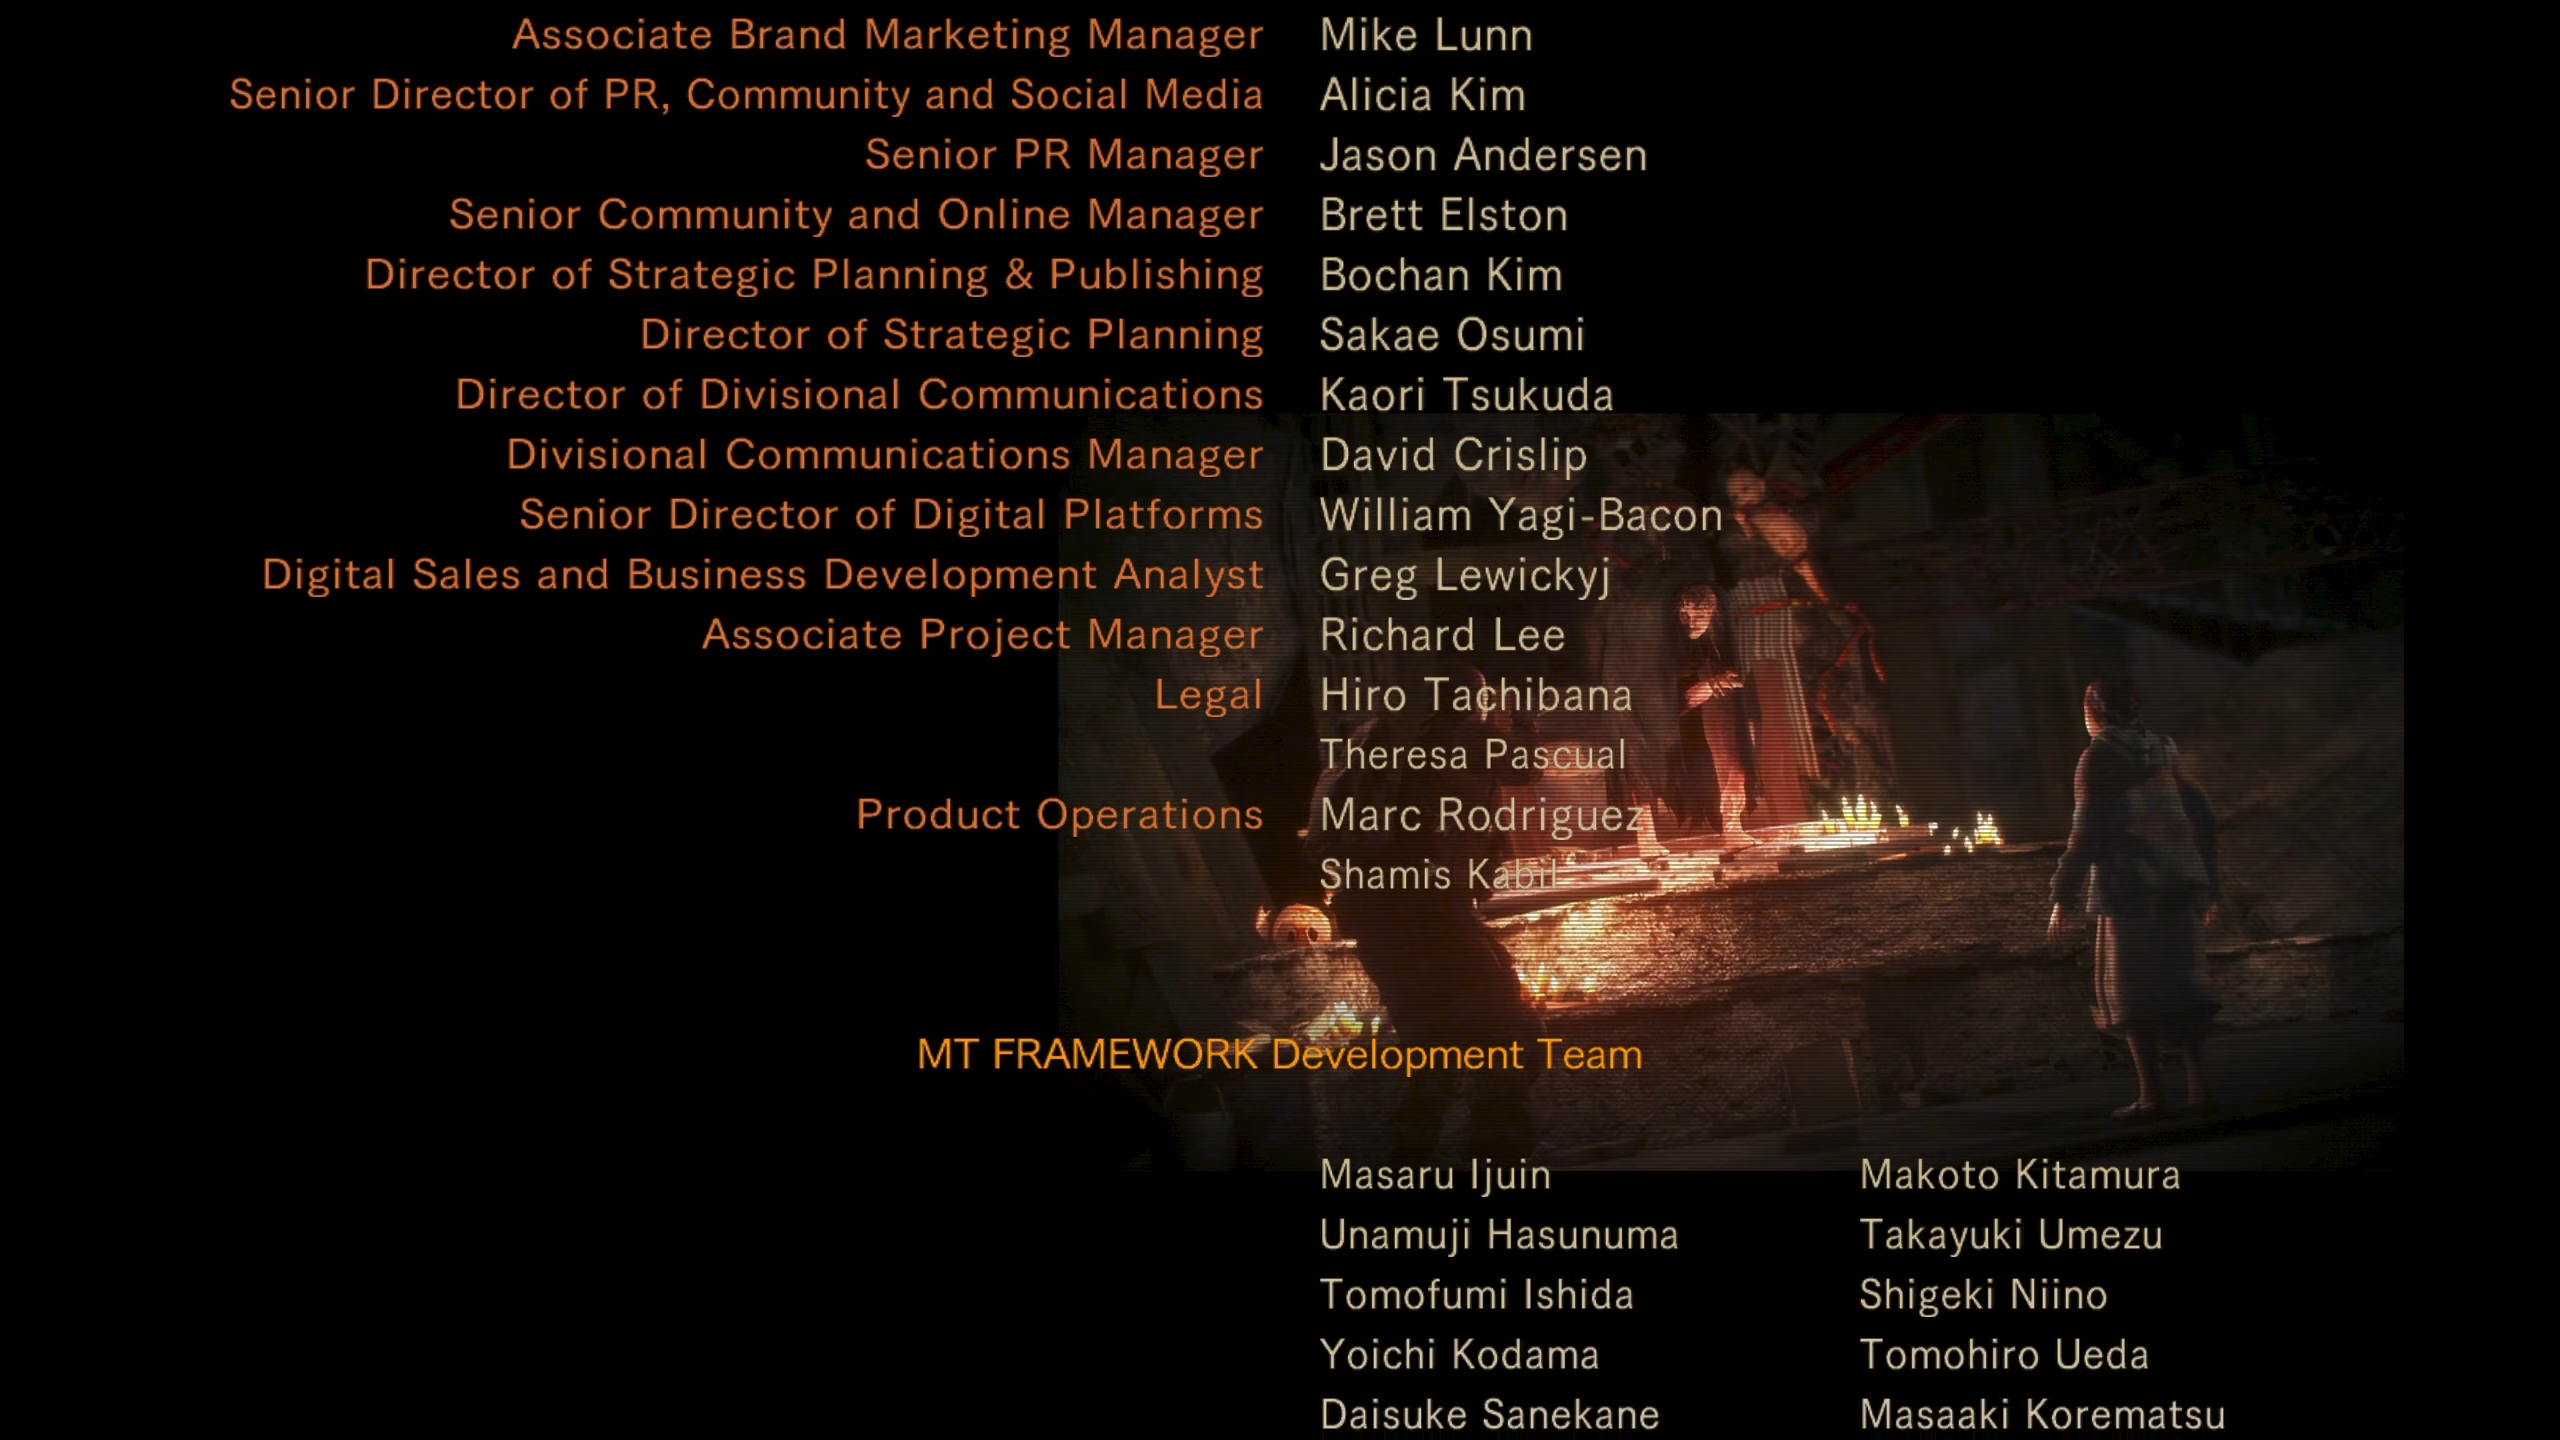 Associate Brand Marketing Manager Mike Lunn
Senior Director of PR, Community and Social Media Alicia Kim
Senior PR Manager Jason Andersen
Senior Community and Online Manager Brett Elston
Director of Strategic Planning & Publishing Bochan Kim
Director of Strategic Planning Sakae Osumi
Director of Divisional Communications Kaori Tsukuda
Divisional Communications Manager David Crislip
Senior Director of Digital Platforms William Yagi-Bacon
Digital Sales and Business Development Analyst Greg Lewickyj
Associate Project Manager Richard Lee
Legal Hiro Tachibana
Theresa Pascual
Product Operations Marc Rodriguez
Shamis Kabil
MT FRAMEWORK Development Team
Masaru Ijuin Makoto Kitamura
Unamuji Hasunuma Takayuki Umezu
Tomofumi Ishida Shigeki Niino
Yoichi Kodama Tomohiro Ueda
Daisuke Sanekane Masaaki Korematsu